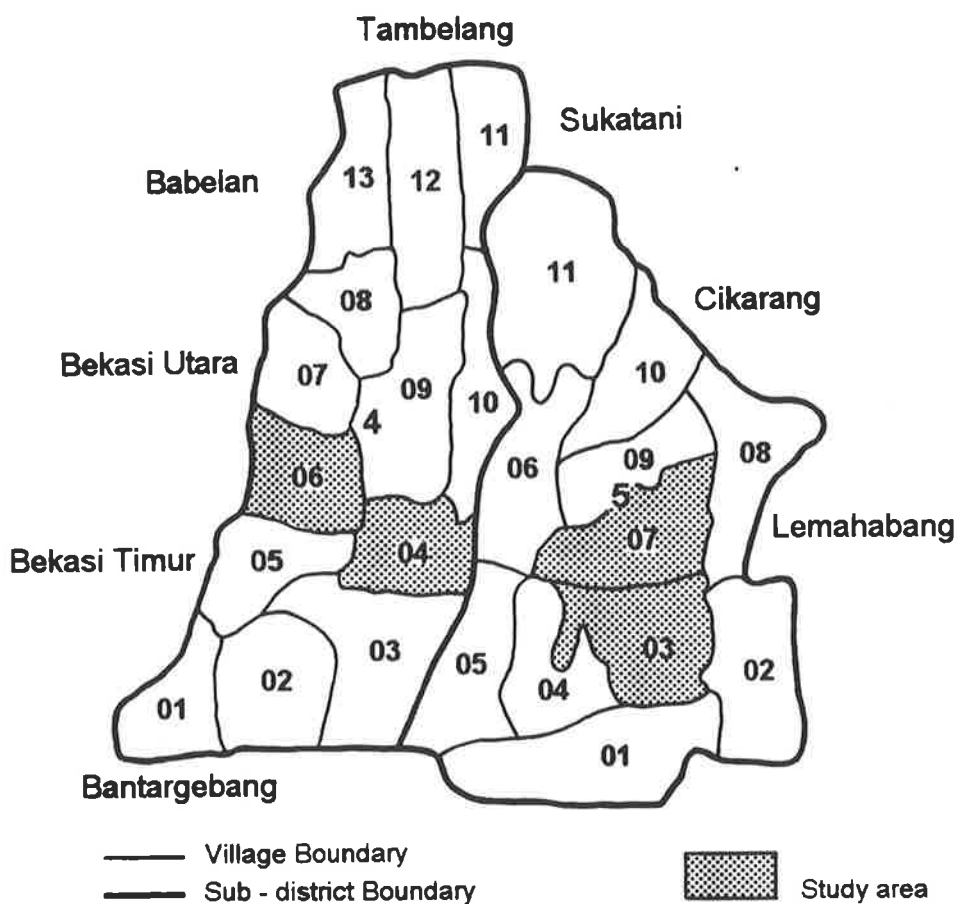 Tambelang
Sukatani
11
Babelan
13
12
11
Cikarang
08
Bekasi Utara
07
09
10
10
4
06
09
08
5
06
07
Lemahabang
Bekasi Timur
05
04
03
05
03
02
02
04
01
01
Bantargebang
Village Boundary
Sub - district Boundary
Study area